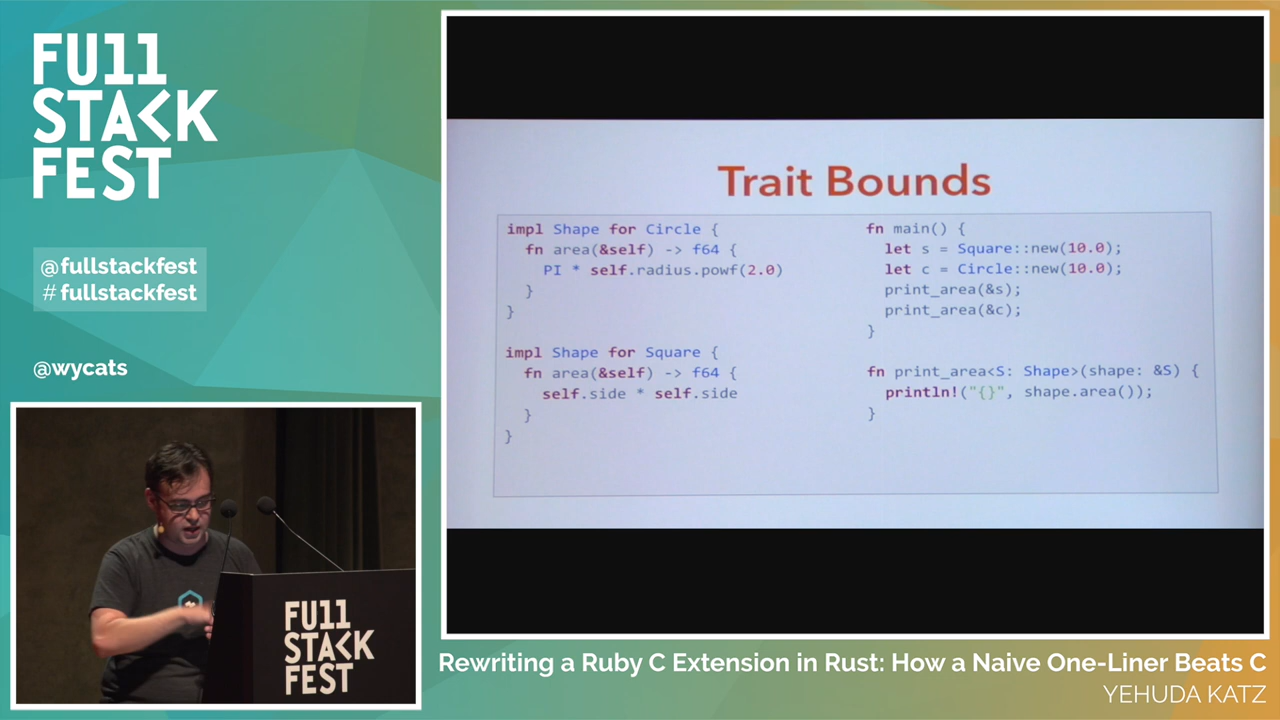 FU11
STACK
FEST
@fullstackfest
# fullstackfest
@wycats
FU11
STACK
FEST
Trait Bounds
impl Shape for Circle {
fn area(&self) -> f64 {
PI * self.radius.powf(2.0)
}
}
impl Shape for Square {
fn area(&self) -> f64 {
self.side * self.side
}
}
fn main() {
let s = Square::new(10.0);
let c = Circle::new(10.0);
print_area(&s);
print_area(&c);
}
fn print_area<S: Shape>(shape: &S) {
println!("{}", shape.area());
}
Rewriting a Ruby C Extension in Rust: How a Naive One-Liner Beats C
YEHUDA KATZ